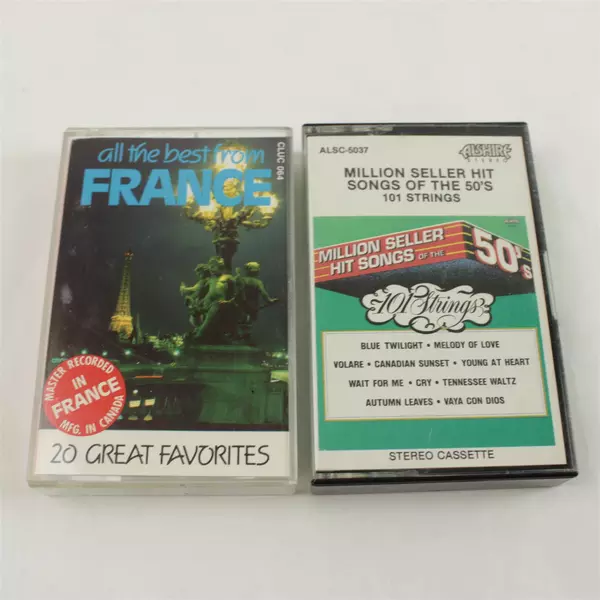 all the best from
FRANCE
CLUC 064
MASTER RECORDED
IN
FRANCE
MFG. IN CANADA
20 GREAT FAVORITES
ALSC-5037
ALSHIRE
STEREO
MILLION SELLER HIT
SONGS OF THE 50'S
101 STRINGS
MILLION SELLER
HIT SONGS OF THE
50's
101 Strings
BLUE TWILIGHT • MELODY OF LOVE
VOLARE • CANADIAN SUNSET • YOUNG AT HEART
WAIT FOR ME • CRY • TENNESSEE WALTZ
AUTUMN LEAVES • VAYA CON DIOS
STEREO CASSETTE